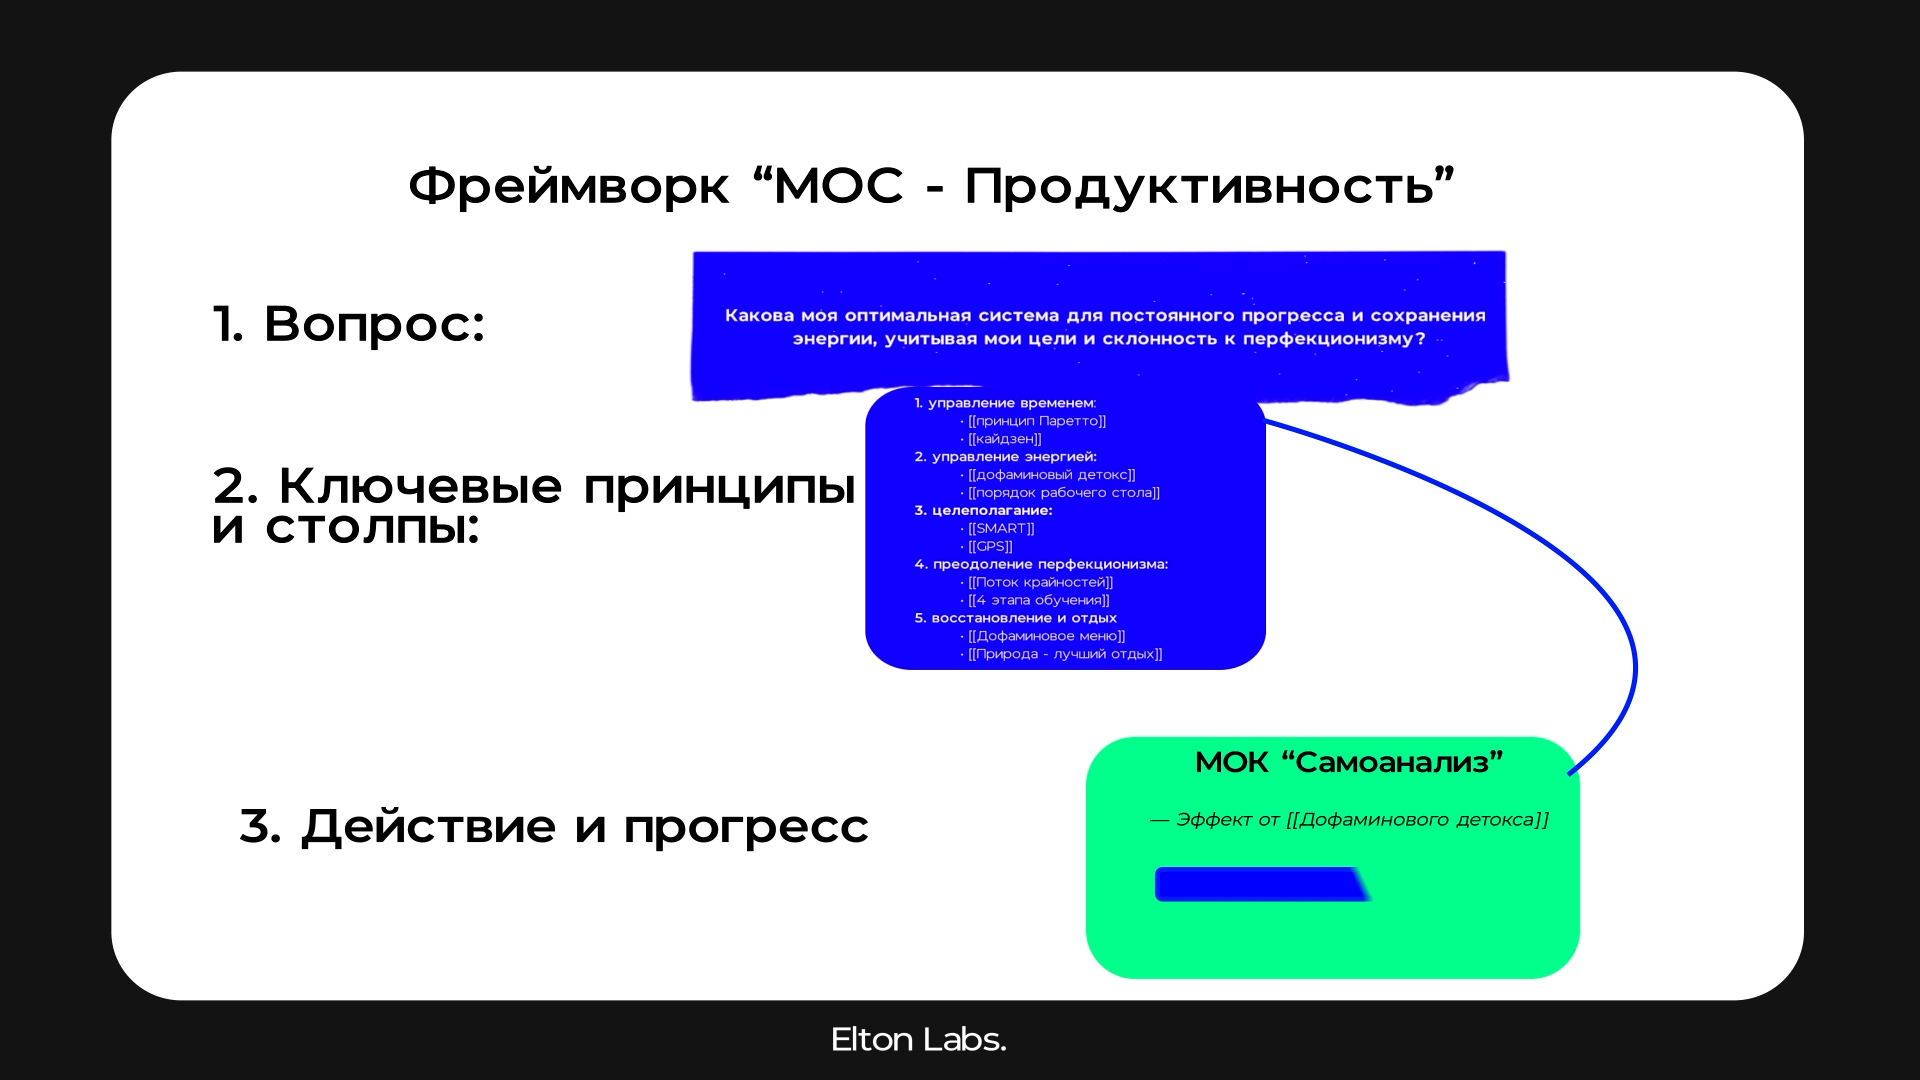 Фреймворк “МОС - Продуктивность”
1. Вопрос:
Какова моя оптимальная система для постоянного прогресса и сохранения
энергии, учитывая мои цели и склонность к перфекционизму?
2. Ключевые принципы
и столпы:
1. управление временем:
• [[принцип Паретто]]
• [[кайдзен]]
2. управление энергией:
• [[дофаминовый детокс]]
• [[порядок рабочего стола]]
3. целеполагание:
• [[SMART]]
• [[GPS]]
4. преодоление перфекционизма:
• [[Поток крайностей]]
• [[4 этапа обучения]]
5. восстановление и отдых
• [[Дофаминовое меню]]
• [[Природа - лучший отдых]]
3. Действие и прогресс
МОК “Самоанализ”
— Эффект от [[Дофаминового детокса]]
Elton Labs.